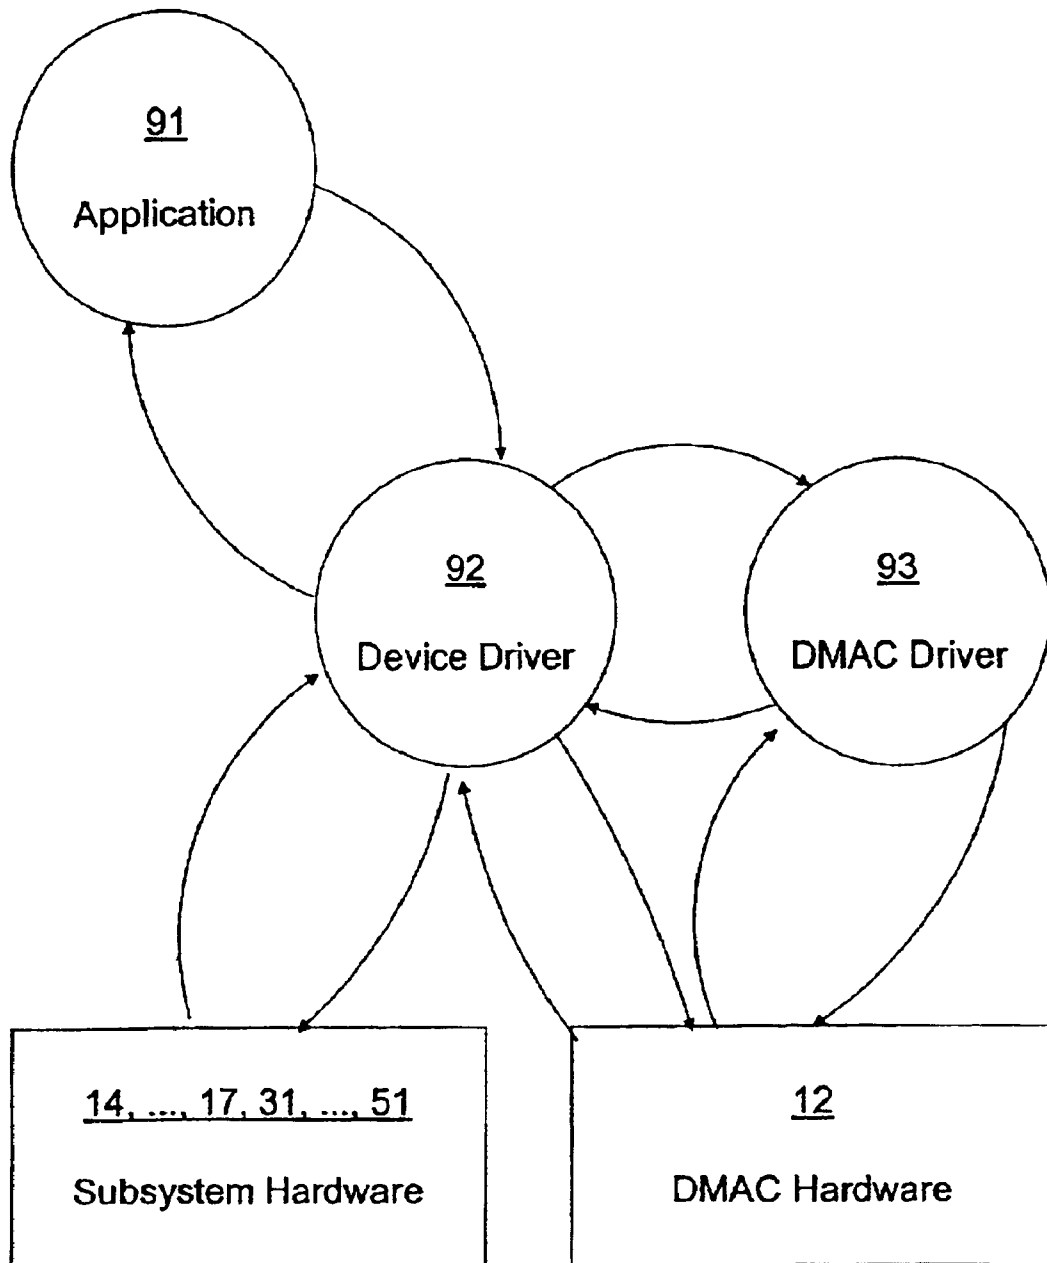 91
Application
92
Device Driver
93
DMAC Driver
14, ..., 17, 31, ..., 51
Subsystem Hardware
12
DMAC Hardware